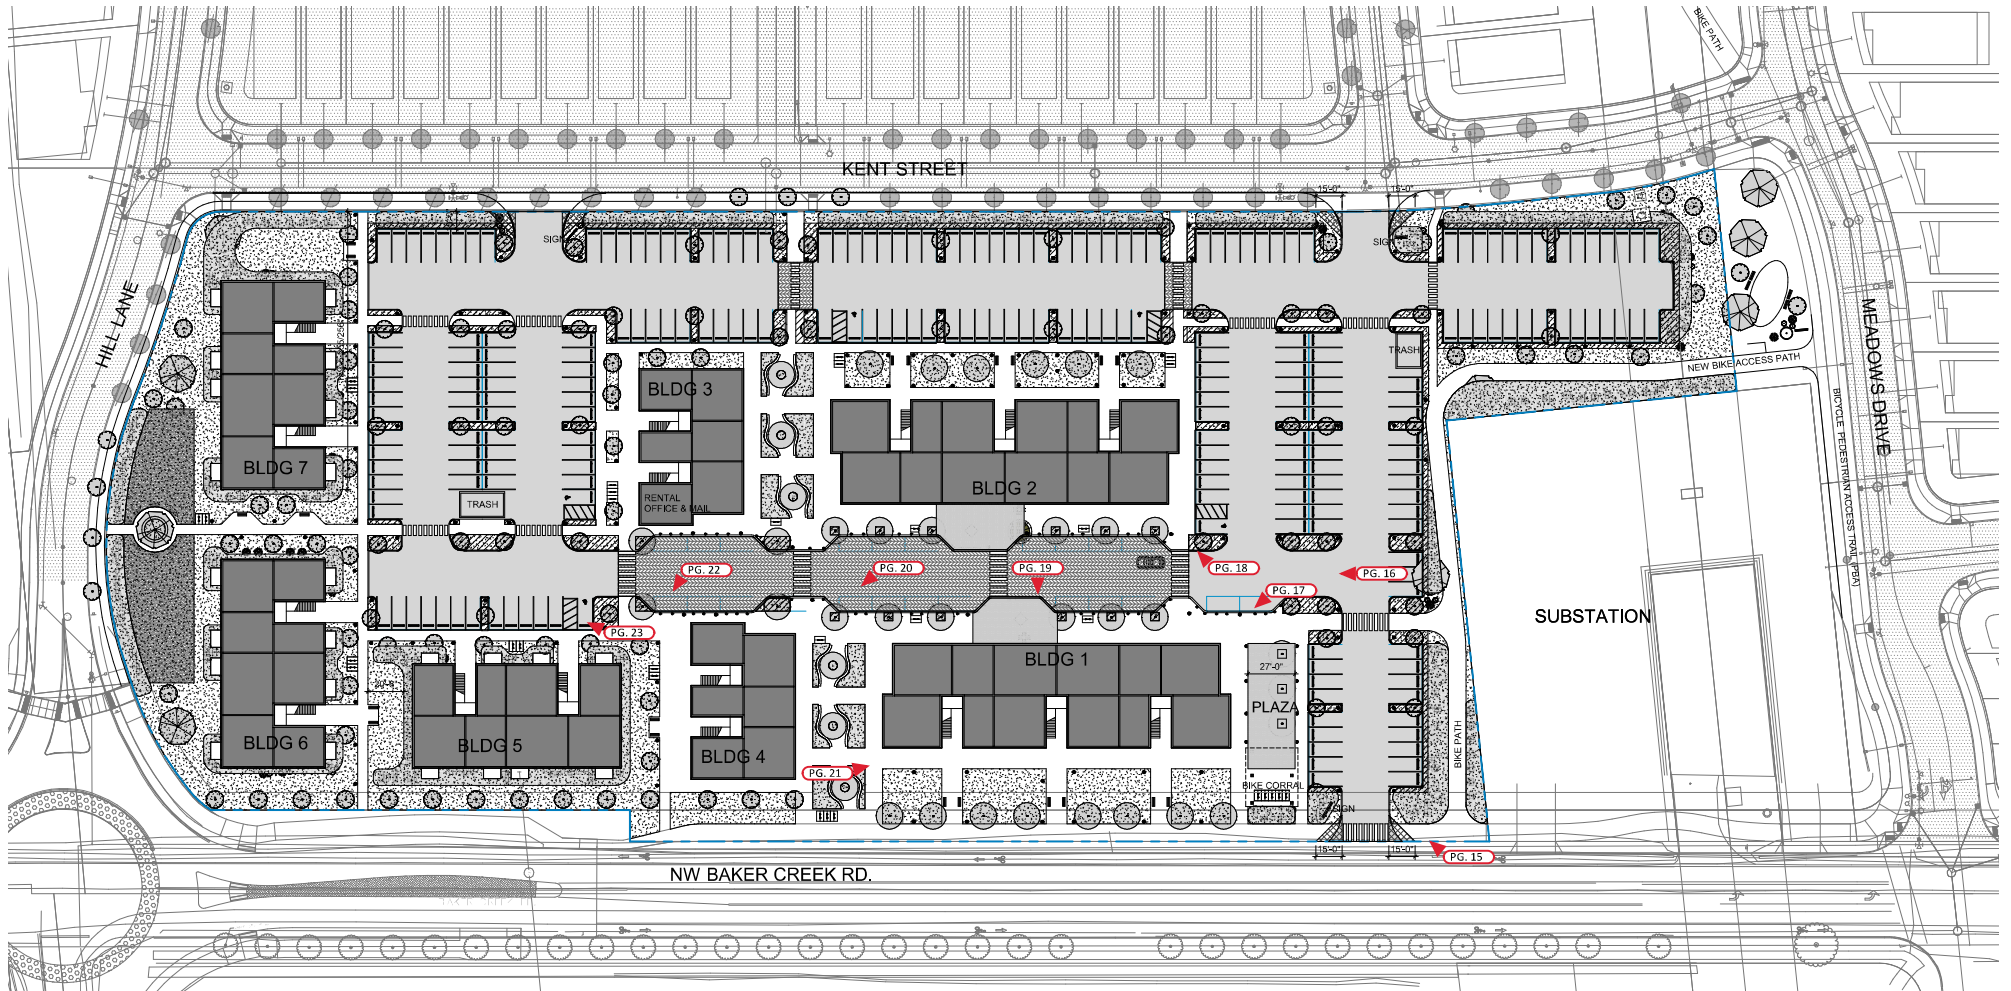 BIKE PATH
KENT STREET
15'-0"
15'-0"
SIGN
SIGN
HILL LANE
MEADOWS DRIVE
TRASH
NEW BIKE ACCESS PATH
BLDG 3
BICYCLE PEDESTRIAN ACCESS TRAIL (PBA)
BLDG 7
BLDG 2
TRASH
RENTAL
OFFICE & MAIL
PG. 22
PG. 20
PG. 19
PG. 18
PG. 16
PG. 17
SUBSTATION
PG. 23
BLDG 1
27'-0"
PLAZA
BLDG 6
BLDG 5
BLDG 4
BIKE PATH
PG. 21
BIKE CORRAL
SIGN
15'-0"
15'-0"
PG. 15
NW BAKER CREEK RD.